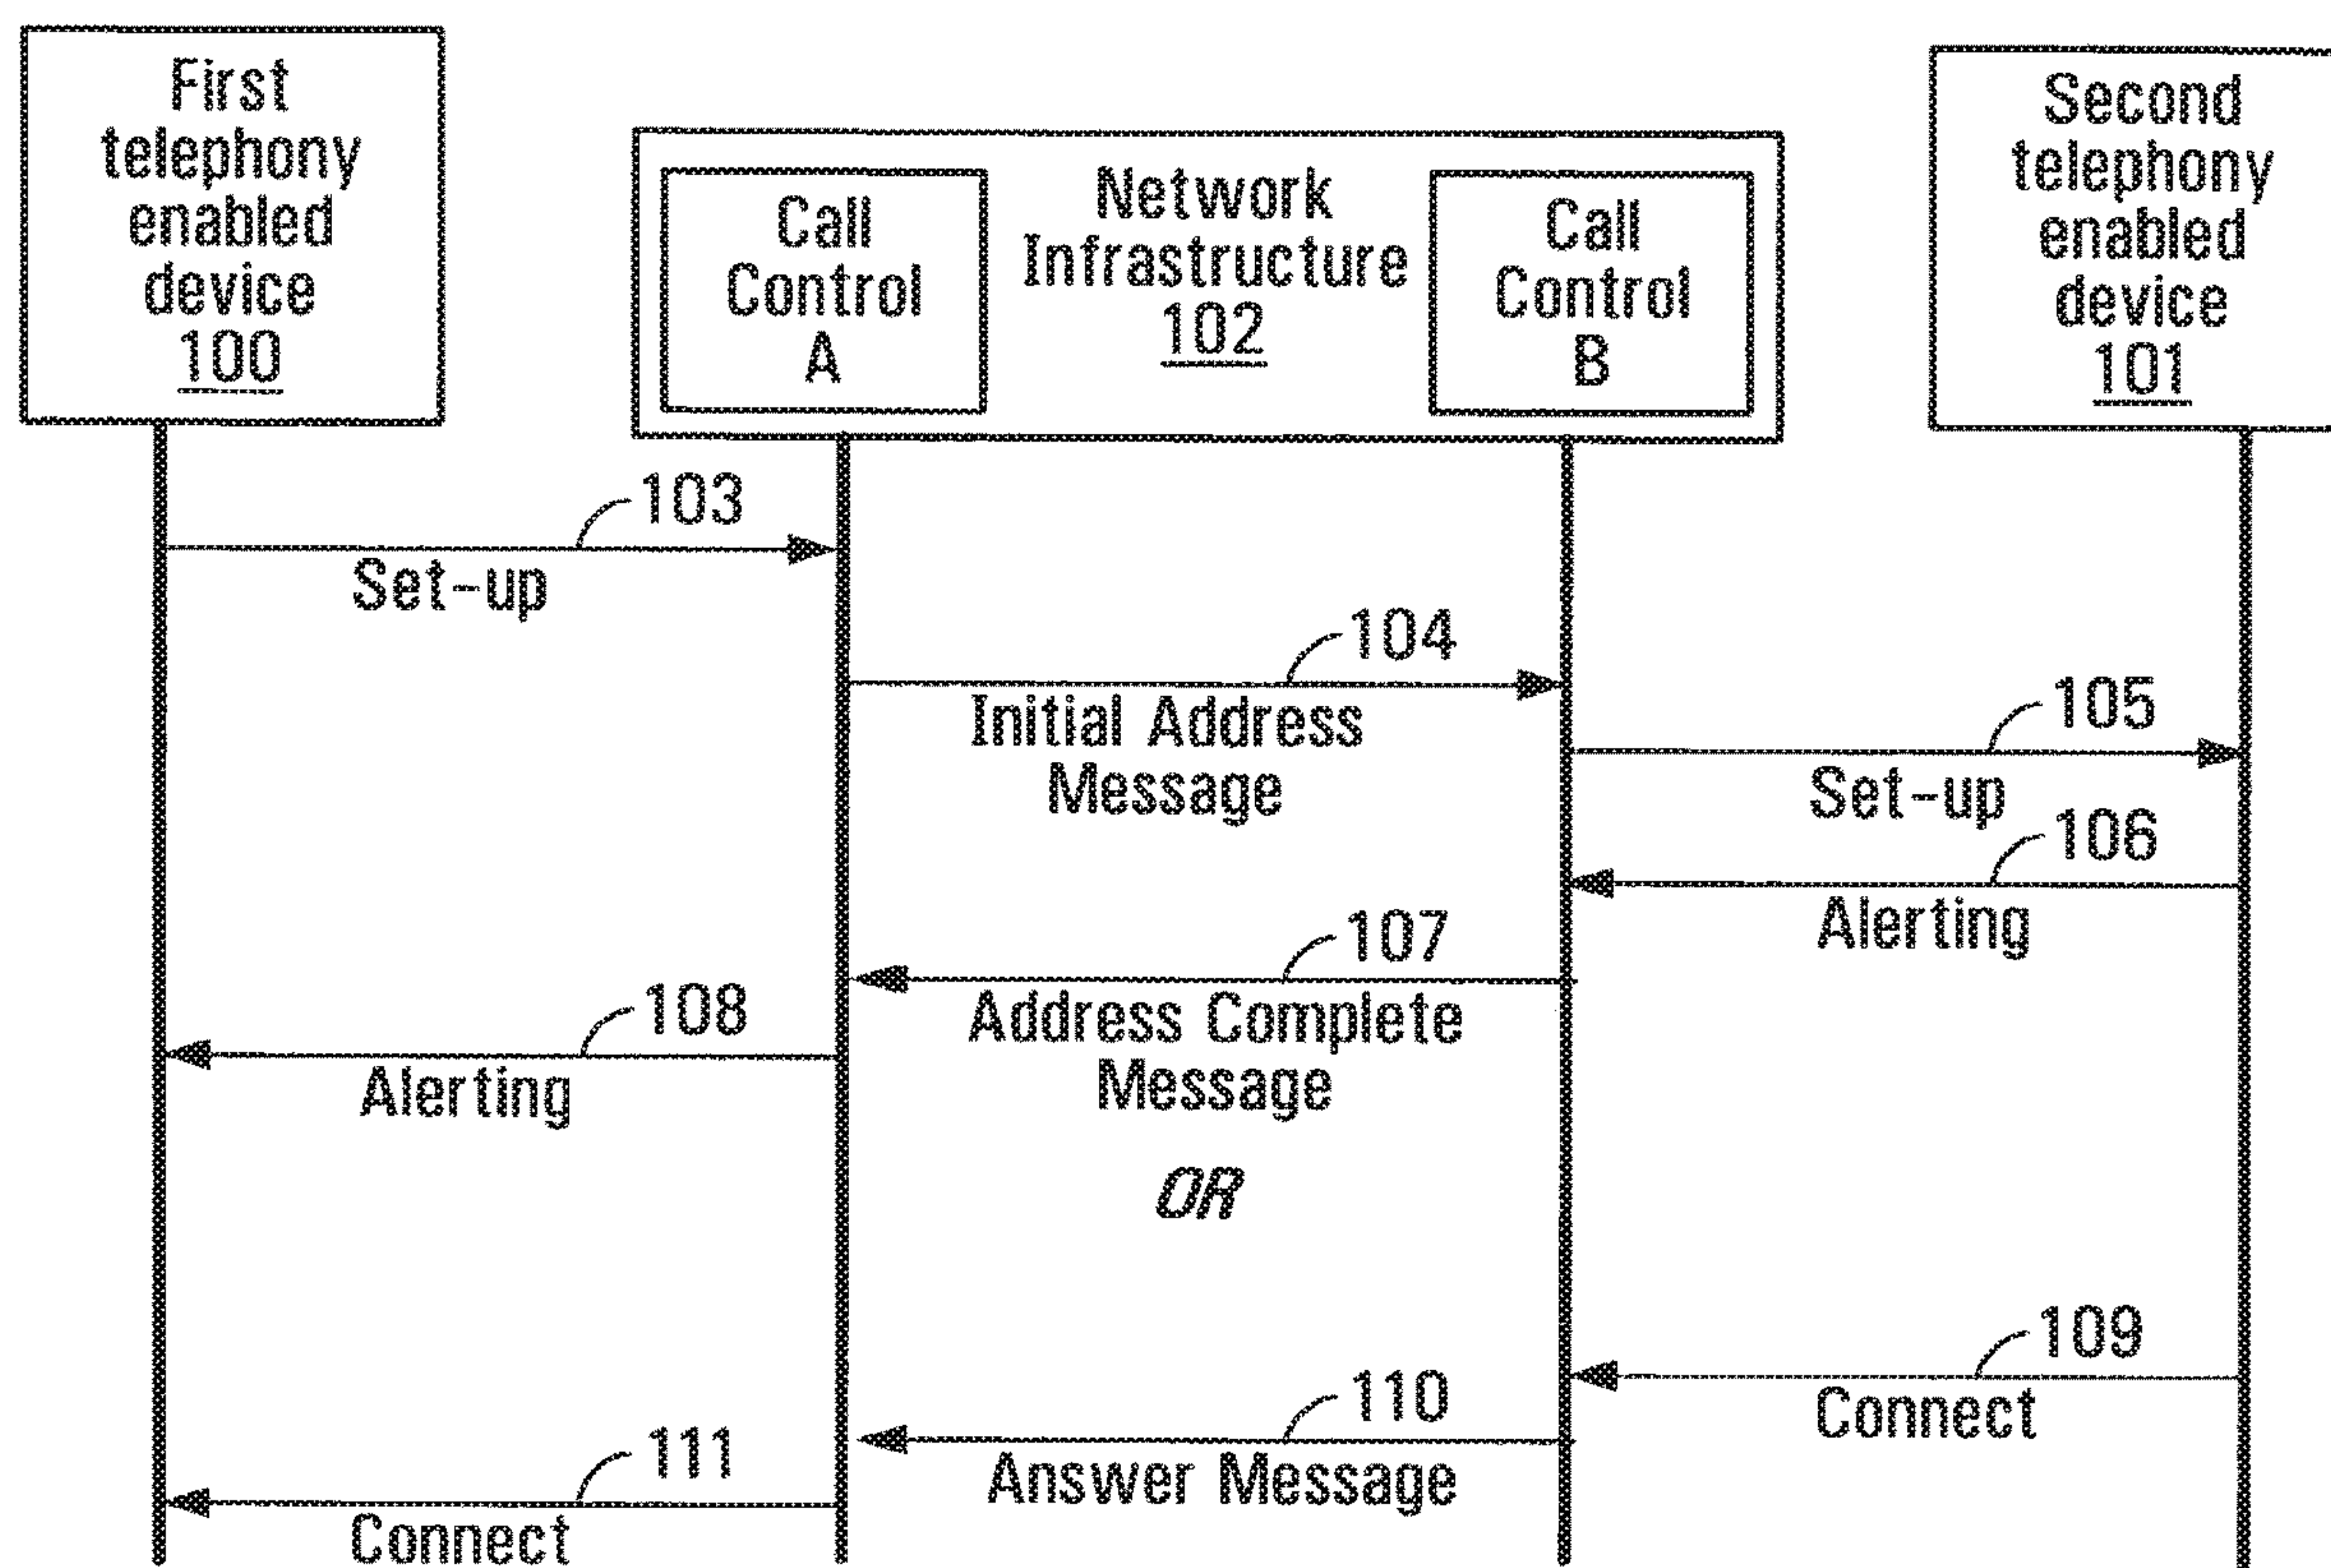 First
telephony
enabled
device
100
Call
Control
A
Network
Infrastructure
102
Call
Control
B
Second
telephony
enabled
device
101
103
Set-up
104
Initial Address
Message
105
Set-up
106
Alerting
107
Address Complete
Message
108
Alerting
OR
109
Connect
110
Answer Message
111
Connect